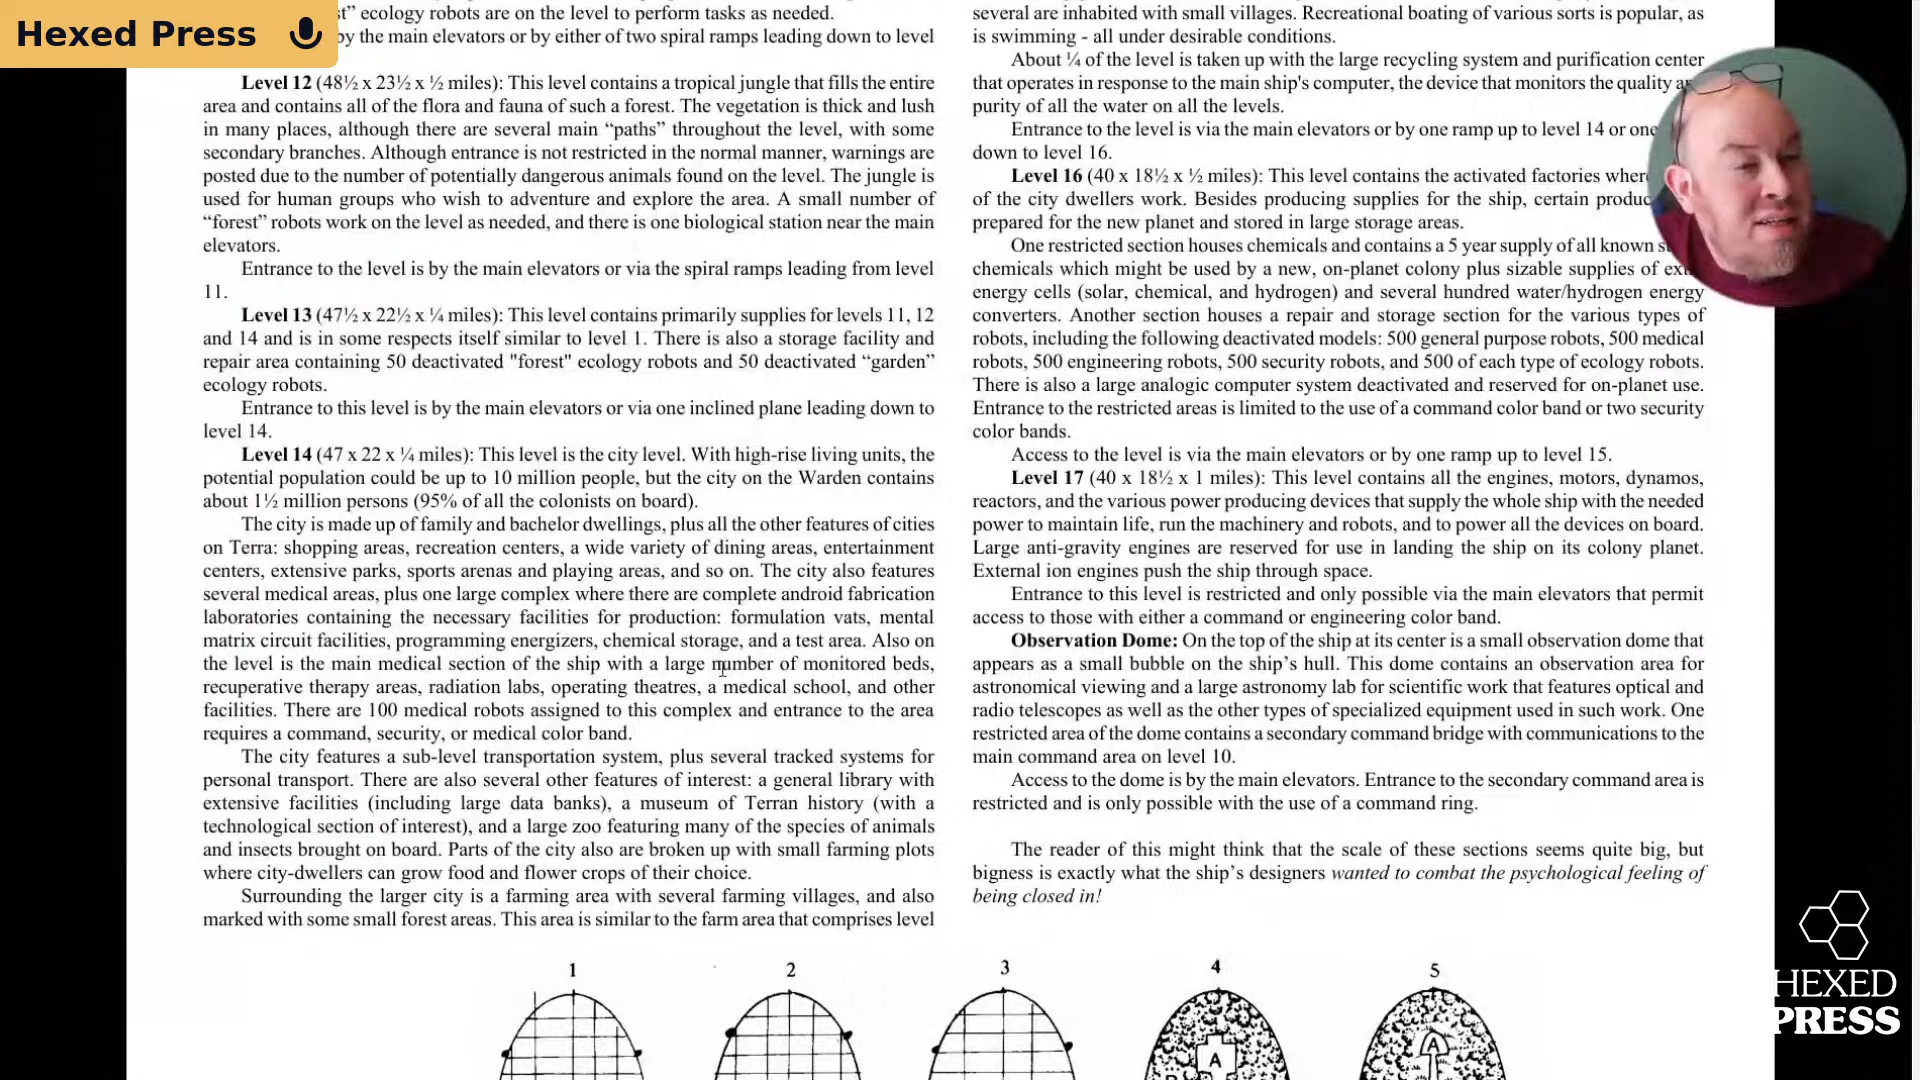 Hexed Press
st” ecology robots are on the level to perform tasks as needed.
by the main elevators or by either of two spiral ramps leading down to level
Level 12 (48½ x 23½ x ½ miles): This level contains a tropical jungle that fills the entire
area and contains all of the flora and fauna of such a forest. The vegetation is thick and lush
in many places, although there are several main “paths” throughout the level, with some
secondary branches. Although entrance is not restricted in the normal manner, warnings are
posted due to the number of potentially dangerous animals found on the level. The jungle is
used for human groups who wish to adventure and explore the area. A small number of
“forest” robots work on the level as needed, and there is one biological station near the main
elevators.
Entrance to the level is by the main elevators or via the spiral ramps leading from level
11.
Level 13 (47½ x 22½ x ¼ miles): This level contains primarily supplies for levels 11, 12
and 14 and is in some respects itself similar to level 1. There is also a storage facility and
repair area containing 50 deactivated "forest" ecology robots and 50 deactivated “garden”
ecology robots.
Entrance to this level is by the main elevators or via one inclined plane leading down to
level 14.
Level 14 (47 x 22 x ¼ miles): This level is the city level. With high-rise living units, the
potential population could be up to 10 million people, but the city on the Warden contains
about 1½ million persons (95% of all the colonists on board).
The city is made up of family and bachelor dwellings, plus all the other features of cities
on Terra: shopping areas, recreation centers, a wide variety of dining areas, entertainment
centers, extensive parks, sports arenas and playing areas, and so on. The city also features
several medical areas, plus one large complex where there are complete android fabrication
laboratories containing the necessary facilities for production: formulation vats, mental
matrix circuit facilities, programming energizers, chemical storage, and a test area. Also on
the level is the main medical section of the ship with a large number of monitored beds,
recuperative therapy areas, radiation labs, operating theatres, a medical school, and other
facilities. There are 100 medical robots assigned to this complex and entrance to the area
requires a command, security, or medical color band.
The city features a sub-level transportation system, plus several tracked systems for
personal transport. There are also several other features of interest: a general library with
extensive facilities (including large data banks), a museum of Terran history (with a
technological section of interest), and a large zoo featuring many of the species of animals
and insects brought on board. Parts of the city also are broken up with small farming plots
where city-dwellers can grow food and flower crops of their choice.
Surrounding the larger city is a farming area with several farming villages, and also
marked with some small forest areas. This area is similar to the farm area that comprises level
several are inhabited with small villages. Recreational boating of various sorts is popular, as
is swimming - all under desirable conditions.
About ¼ of the level is taken up with the large recycling system and purification center
that operates in response to the main ship's computer, the device that monitors the quality
purity of all the water on all the levels.
Entrance to the level is via the main elevators or by one ramp up to level 14 or one
down to level 16.
Level 16 (40 x 18½ x ½ miles): This level contains the activated factories wher
of the city dwellers work. Besides producing supplies for the ship, certain produc
prepared for the new planet and stored in large storage areas.
One restricted section houses chemicals and contains a 5 year supply of all known
chemicals which might be used by a new, on-planet colony plus sizable supplies of
energy cells (solar, chemical, and hydrogen) and several hundred water/hydrogen energy
converters. Another section houses a repair and storage section for the various types of
robots, including the following deactivated models: 500 general purpose robots, 500 medical
robots, 500 engineering robots, 500 security robots, and 500 of each type of ecology robots.
There is also a large analogic computer system deactivated and reserved for on-planet use.
Entrance to the restricted areas is limited to the use of a command color band or two security
color bands.
Access to the level is via the main elevators or by one ramp up to level 15.
Level 17 (40 x 18½ x 1 miles): This level contains all the engines, motors, dynamos,
reactors, and the various power producing devices that supply the whole ship with the needed
power to maintain life, run the machinery and robots, and to power all the devices on board.
Large anti-gravity engines are reserved for use in landing the ship on its colony planet.
External ion engines push the ship through space.
Entrance to this level is restricted and only possible via the main elevators that permit
access to those with either a command or engineering color band.
Observation Dome: On the top of the ship at its center is a small observation dome that
appears as a small bubble on the ship’s hull. This dome contains an observation area for
astronomical viewing and a large astronomy lab for scientific work that features optical and
radio telescopes as well as the other types of specialized equipment used in such work. One
restricted area of the dome contains a secondary command bridge with communications to the
main command area on level 10.
Access to the dome is by the main elevators. Entrance to the secondary command area is
restricted and is only possible with the use of a command ring.
The reader of this might think that the scale of these sections seems quite big, but
bigness is exactly what the ship’s designers wanted to combat the psychological feeling of
being closed in!
1 2 3 4 5
A A
HEXED
PRESS